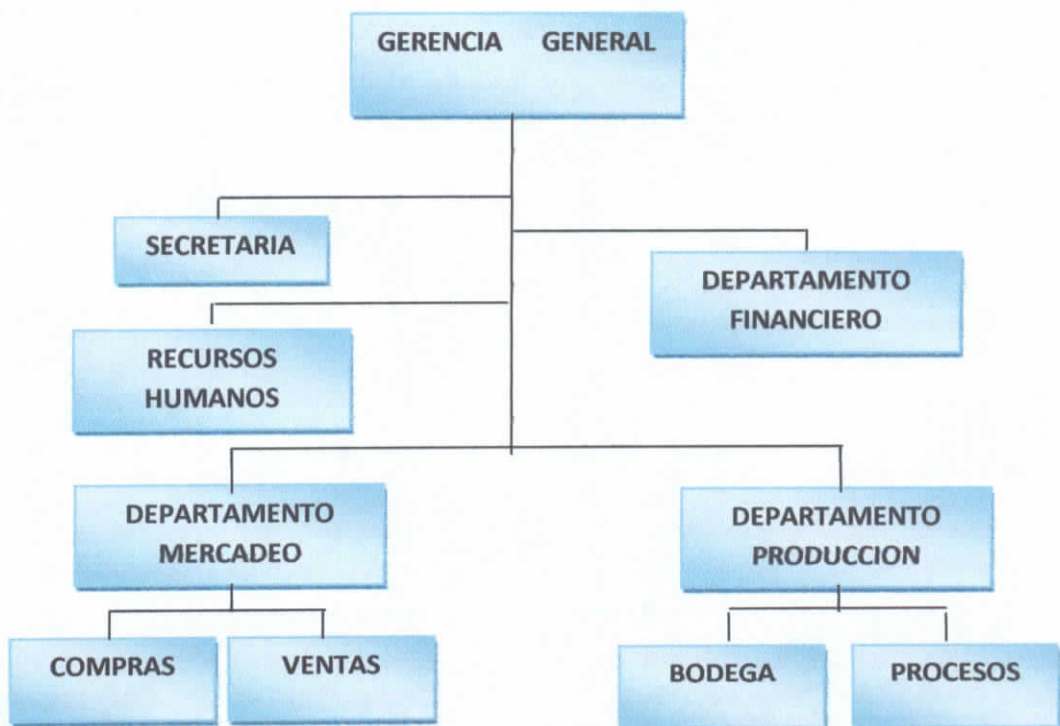 GERENCIA GENERAL
SECRETARIA
DEPARTAMENTO
FINANCIERO
RECURSOS
HUMANOS
DEPARTAMENTO
MERCADEO
DEPARTAMENTO
PRODUCCION
COMPRAS
VENTAS
BODEGA
PROCESOS